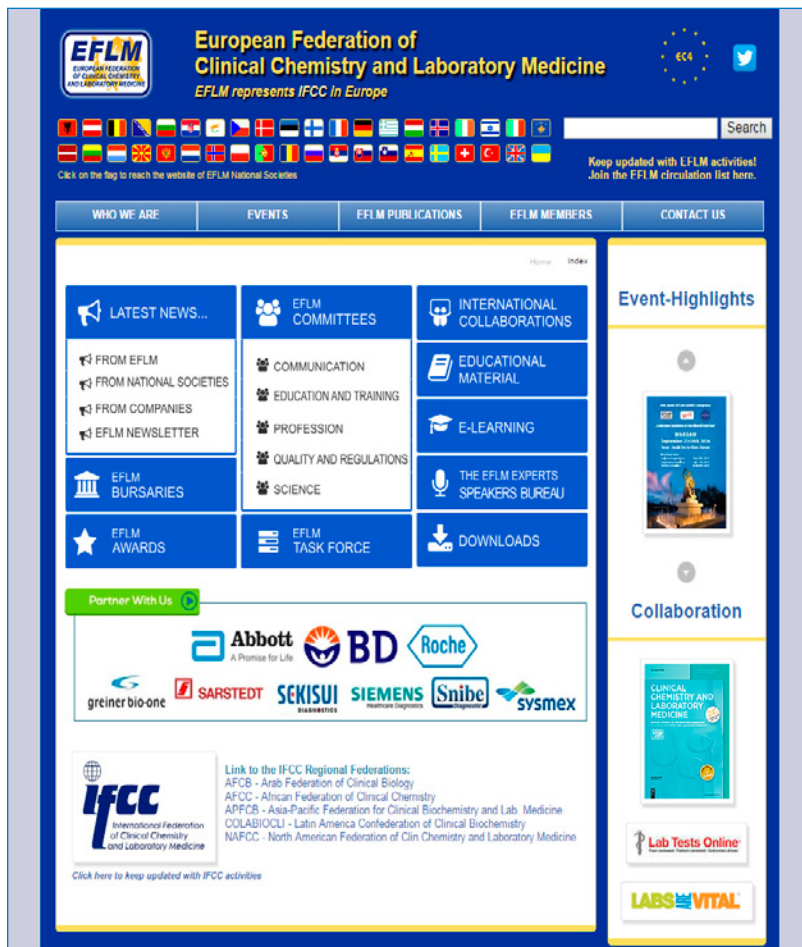 EFLM
EUROPEAN FEDERATION
OF CLINICAL CHEMISTRY
AND LABORATORY MEDICINE
European Federation of
Clinical Chemistry and Laboratory Medicine
EFLM represents IFCC in Europe
EC4
Search
Click on the flag to reach the website of EFLM National Societies
Keep updated with EFLM activities!
Join the EFLM circulation list here.
WHO WE ARE
EVENTS
EFLM PUBLICATIONS
EFLM MEMBERS
CONTACT US
Home
Index
LATEST NEWS...
FROM EFLM
FROM NATIONAL SOCIETIES
FROM COMPANIES
EFLM NEWSLETTER
EFLM
BURSARIES
EFLM
AWARDS
EFLM
COMMITTEES
COMMUNICATION
EDUCATION AND TRAINING
PROFESSION
QUALITY AND REGULATIONS
SCIENCE
EFLM
TASK FORCE
INTERNATIONAL
COLLABORATIONS
EDUCATIONAL
MATERIAL
E-LEARNING
THE EFLM EXPERTS
SPEAKERS BUREAU
DOWNLOADS
Partner With Us
Abbott
A Promise for Life
BD
Roche
greiner bio-one
SARSTEDT
SEKISUI
DIAGNOSTICS
SIEMENS
Healthcare Diagnostics
Snibe
Diagnostic
sysmex
ifcc
International Federation
of Clinical Chemistry
and Laboratory Medicine
Link to the IFCC Regional Federations:
AFCB - Arab Federation of Clinical Biology
AFCC - African Federation of Clinical Chemistry
APFCB - Asia-Pacific Federation for Clinical Biochemistry and Lab. Medicine
COLABIOCLI - Latin America Confederation of Clinical Biochemistry
NAFCC - North American Federation of Clin Chemistry and Laboratory Medicine
Click here to keep updated with IFCC activities
Event-Highlights
WARSAW
Collaboration
CLINICAL
CHEMISTRY AND
LABORATORY
MEDICINE
Lab Tests Online
LABS ARE VITAL